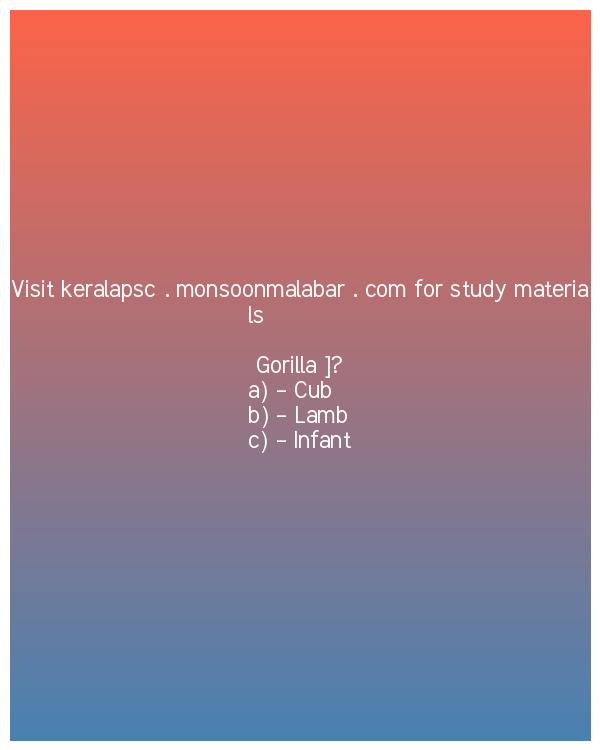 Visit keralapsc . monsoonmalabar . com for study materia
ls
Gorilla ]?
a) - Cub
b) - Lamb
c) - Infant